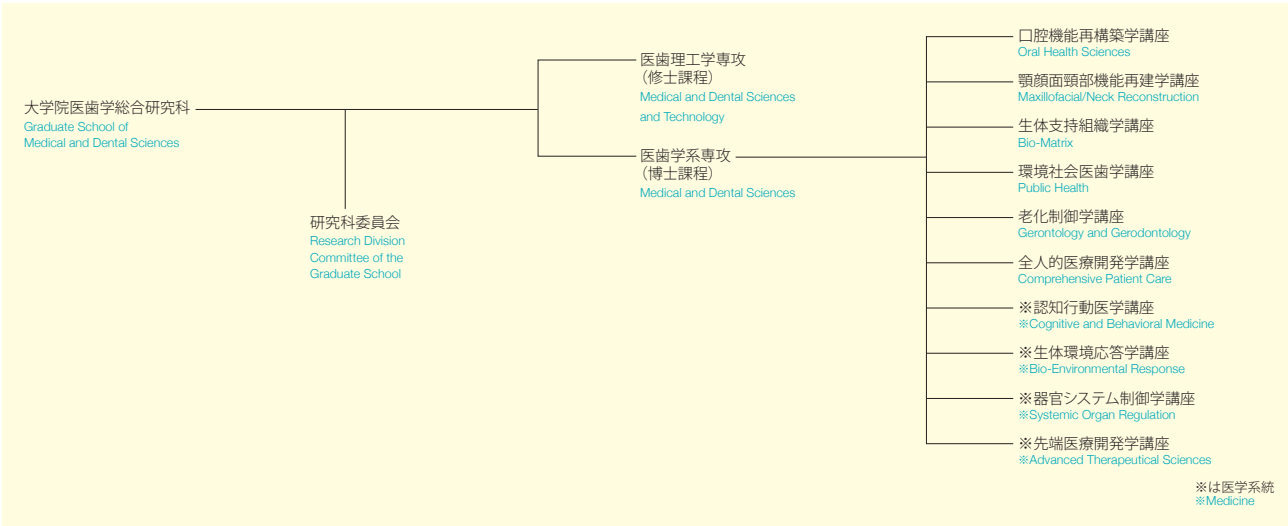 大学院医歯学総合研究科
Graduate School of
Medical and Dental Sciences
研究科委員会
Research Division
Committee of the
Graduate School
医歯理工学専攻
（修士課程）
Medical and Dental Sciences
and Technology
医歯学系専攻
（博士課程）
Medical and Dental Sciences
口腔機能再構築学講座
Oral Health Sciences
顎顔面頸部機能再建学講座
Maxillofacial/Neck Reconstruction
生体支持組織学講座
Bio-Matrix
環境社会医歯学講座
Public Health
老化制御学講座
Gerontology and Gerodontology
全人的医療開発学講座
Comprehensive Patient Care
※認知行動医学講座
※Cognitive and Behavioral Medicine
※生体環境応答学講座
※Bio-Environmental Response
※器官システム制御学講座
※Systemic Organ Regulation
※先端医療開発学講座
※Advanced Therapeutical Sciences
※は医学系統
※Medicine